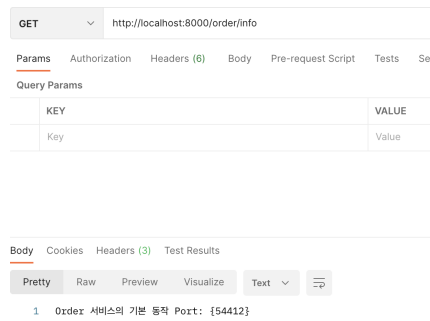 GET http://localhost:8000/order/info
Params Authorization Headers (6) Body Pre-request Script Tests Se
Query Params
KEY VALUE
Key Value
Body Cookies Headers (3) Test Results
Pretty Raw Preview Visualize Text
1 Order 서비스의 기본 동작 Port: {54412}